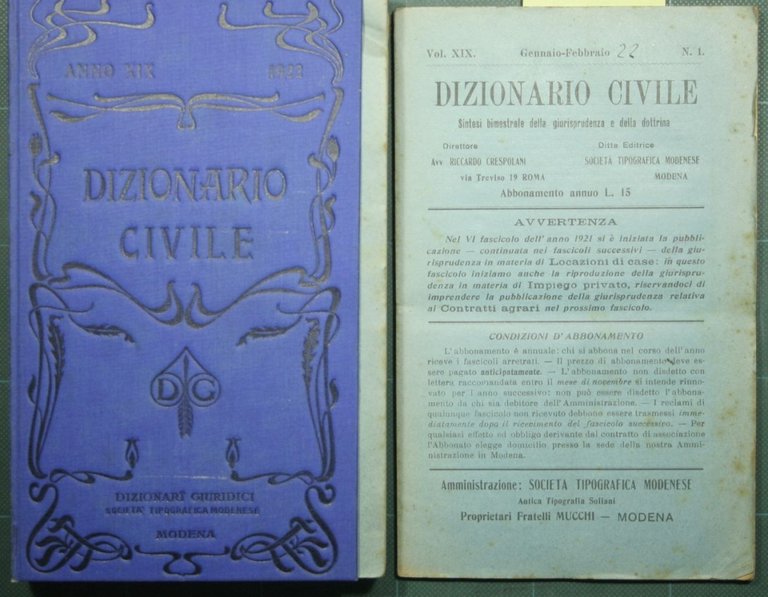 ANNO XIX 1922
DIZIONARIO
CIVILE
D G
DIZIONARÎ GIURIDICI
SOCIETÀ TIPOGRAFICA MODENESE
MODENA
Vol. XIX. Gennaio-Febbraio 22 N. 1.
DIZIONARIO CIVILE
Sintesi bimestrale della giurisprudenza e della dottrina
Direttore Ditta Editrice
Avv RICCARDO CRESPOLANI SOCIETÀ TIPOGRAFICA MODENESE
via Treviso 19 ROMA MODENA
Abbonamento annuo L. 15
AVVERTENZA
Nel VI fascicolo dell'anno 1921 si è iniziata la pubbli-
cazione — continuata nei fascicoli successivi — della giu-
risprudenza in materia di Locazioni di case: in questo
fascicolo iniziamo anche la riproduzione della giurispru-
denza in materia di Impiego privato, riservandoci di
imprendere la pubblicazione della giurisprudenza relativa
ai Contratti agrari nel prossimo fascicolo.
CONDIZIONI D'ABBONAMENTO
L'abbonamento è annuale: chi si abbona nel corso dell'anno
riceve i fascicoli arretrati. — Il prezzo di abbonamento deve es-
sere pagato anticipatamente. — L'abbonamento non disdetto con
lettera raccomandata entro il mese di novembre si intende rinno-
vato per l'anno successivo: non può essere disdetto l'abbona-
mento da chi sia debitore dell'Amministrazione. — I reclami di
qualunque fascicolo non ricevuto debbono essere trasmessi imme-
diatamente dopo il ricevimento del fascicolo successivo. — Per
qualsiasi effetto ed obbligo derivante dal contratto di associazione
l'Abbonato elegge domicilio presso la sede della nostra Ammi-
nistrazione in Modena.
Amministrazione: SOCIETÀ TIPOGRAFICA MODENESE
Antica Tipografia Soliani
Proprietari Fratelli MUCCHI — MODENA